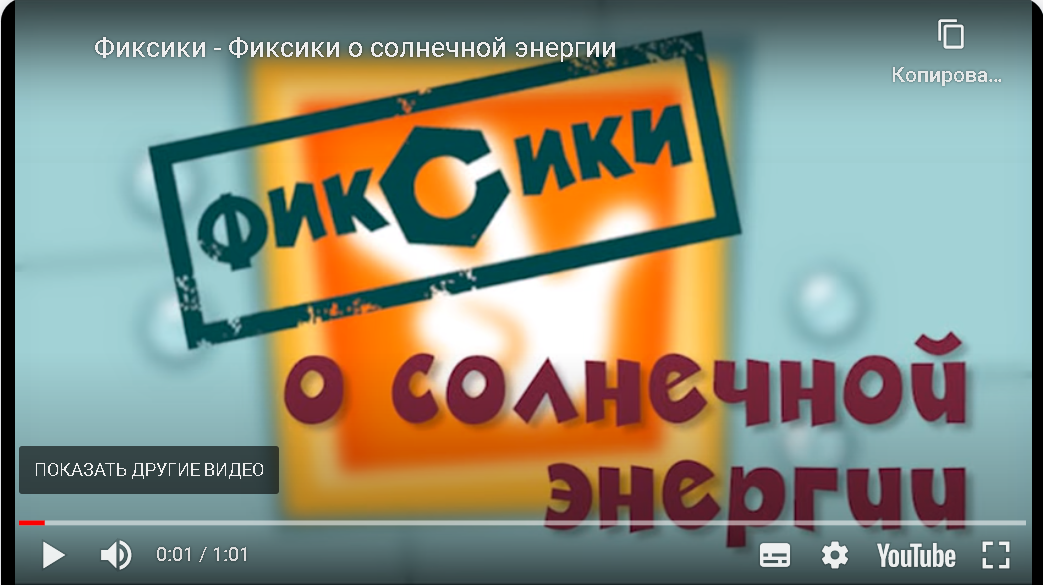 Фиксики - Фиксики о солнечной энергии
Копирова...
ФИКСИКИ
о солнечной
энергии
ПОКАЗАТЬ ДРУГИЕ ВИДЕО
0:01 / 1:01
YouTube